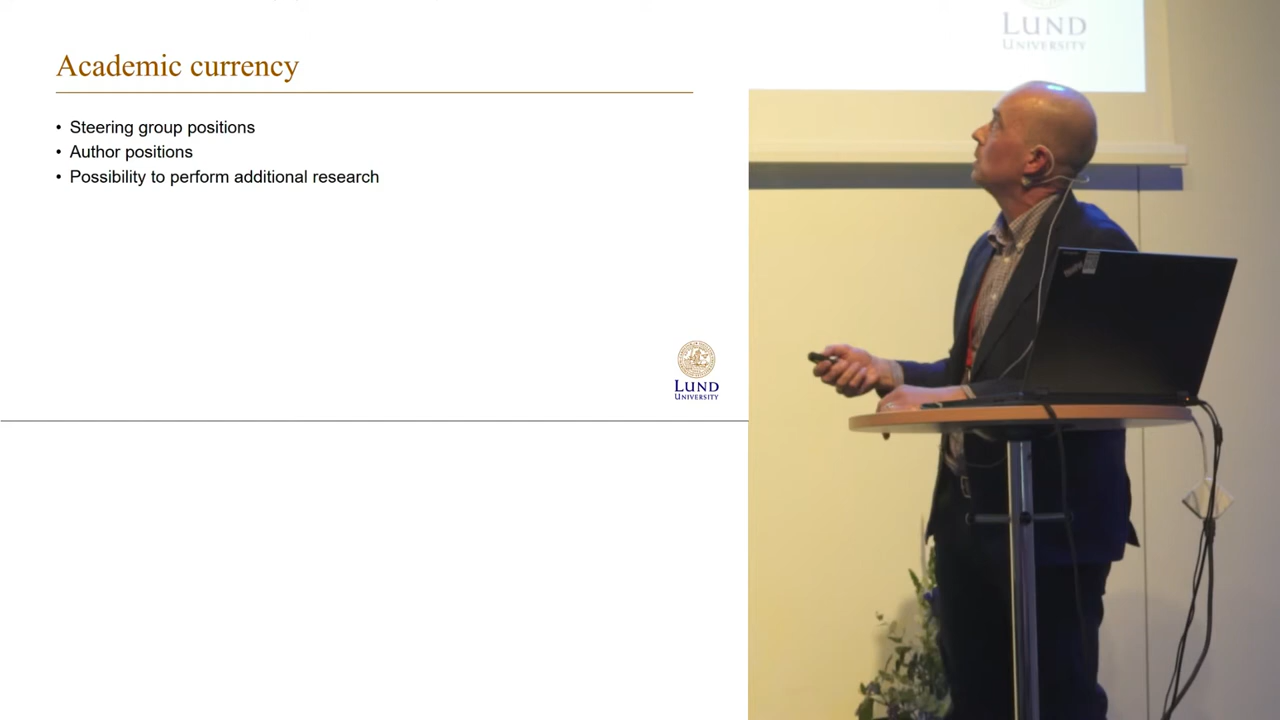 Academic currency
• Steering group positions
• Author positions
• Possibility to perform additional research
LUND
UNIVERSITY
LUND
UNIVERSITY